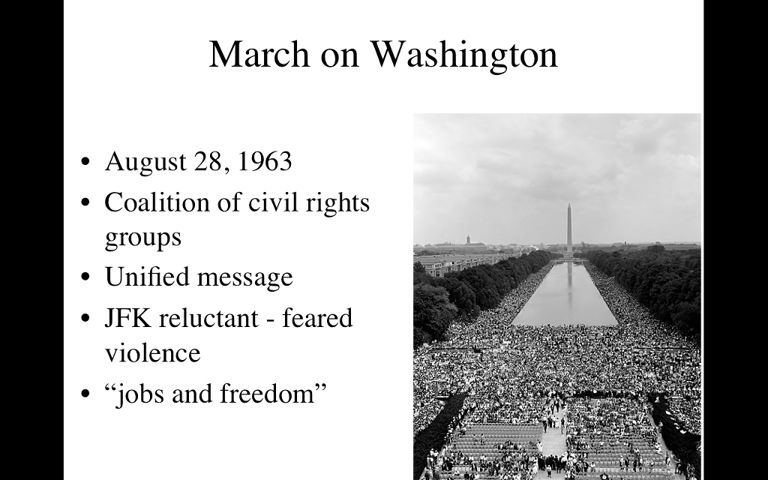 March on Washington
• August 28, 1963
• Coalition of civil rights
groups
• Unified message
• JFK reluctant - feared
violence
• “jobs and freedom”